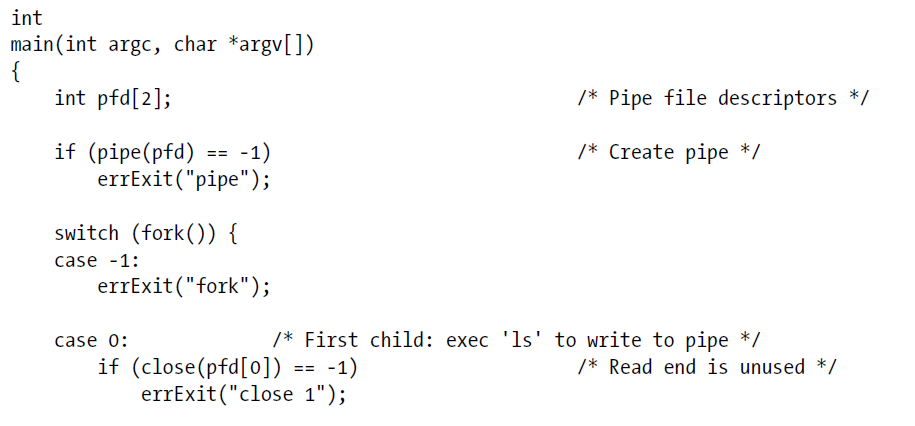 int
main(int argc, char *argv[])
{
    int pfd[2];                                     /* Pipe file descriptors */

    if (pipe(pfd) == -1)                            /* Create pipe */
        errExit("pipe");

    switch (fork()) {
    case -1:
        errExit("fork");

    case 0:             /* First child: exec 'ls' to write to pipe */
        if (close(pfd[0]) == -1)                    /* Read end is unused */
            errExit("close 1");